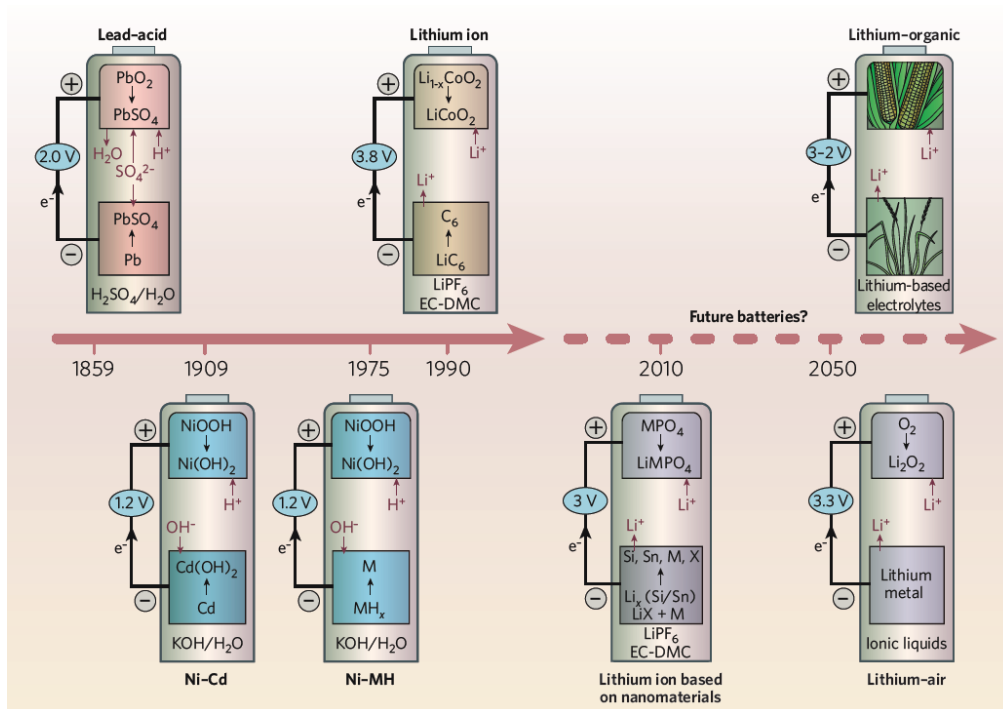 Lead–acid
+
PbO₂
PbSO₄
H₂O
H⁺
SO₄²⁻
2.0 V
e⁻
PbSO₄
Pb
−
H₂SO₄/H₂O
Lithium ion
+
Li₁₋ₓCoO₂
LiCoO₂
Li⁺
3.8 V
Li⁺
e⁻
C₆
LiC₆
−
LiPF₆
EC-DMC
Lithium–organic
+
Li⁺
3–2 V
Li⁺
e⁻
−
Lithium-based
electrolytes
Future batteries?
1859
1909
1975
1990
2010
2050
+
NiOOH
Ni(OH)₂
H⁺
1.2 V
OH⁻
e⁻
Cd(OH)₂
Cd
−
KOH/H₂O
Ni–Cd
+
NiOOH
Ni(OH)₂
H⁺
1.2 V
OH⁻
e⁻
M
MHₓ
−
KOH/H₂O
Ni–MH
+
MPO₄
LiMPO₄
Li⁺
3 V
Li⁺
e⁻
Si, Sn, M, X
Liₓ(Si/Sn)
LiX + M
−
LiPF₆
EC-DMC
Lithium ion based
on nanomaterials
+
O₂
Li₂O₂
Li⁺
3.3 V
Li⁺
e⁻
Lithium
metal
−
Ionic liquids
Lithium–air